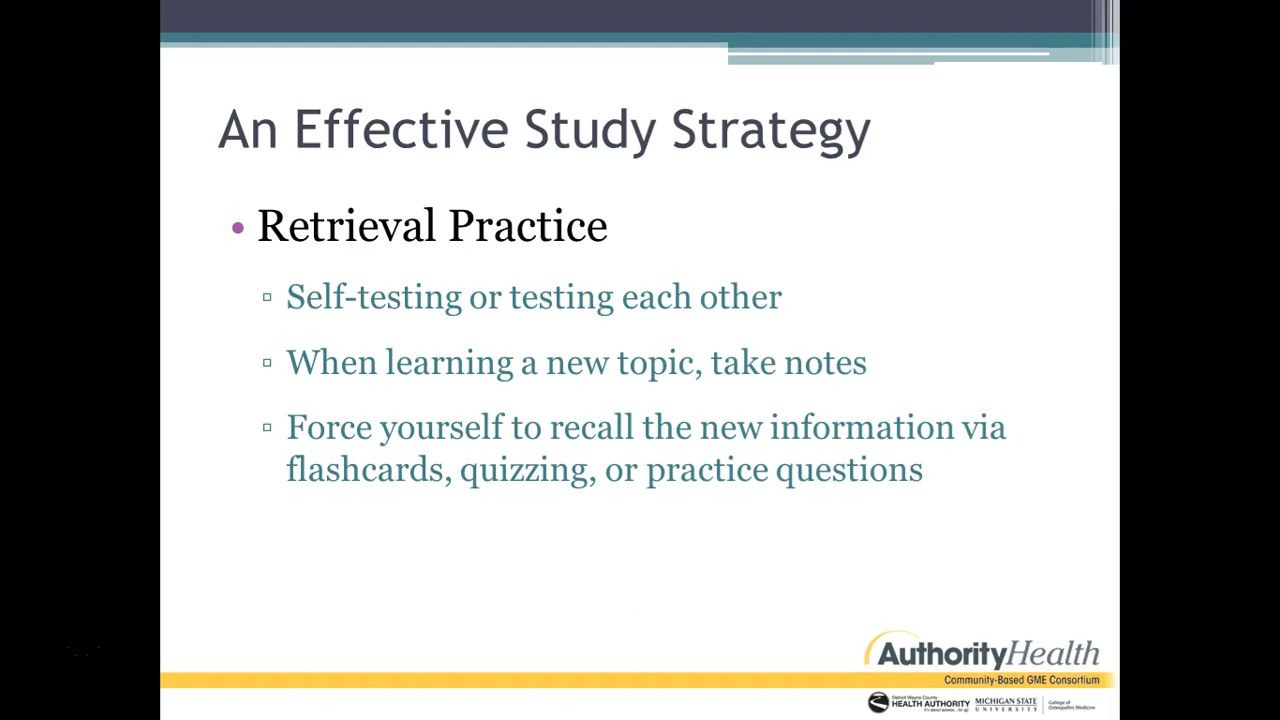 An Effective Study Strategy
• Retrieval Practice
▫ Self-testing or testing each other
▫ When learning a new topic, take notes
▫ Force yourself to recall the new information via
flashcards, quizzing, or practice questions
AuthorityHealth
Community-Based GME Consortium
Detroit Wayne County
HEALTH AUTHORITY
MICHIGAN STATE
UNIVERSITY
College of
Osteopathic Medicine